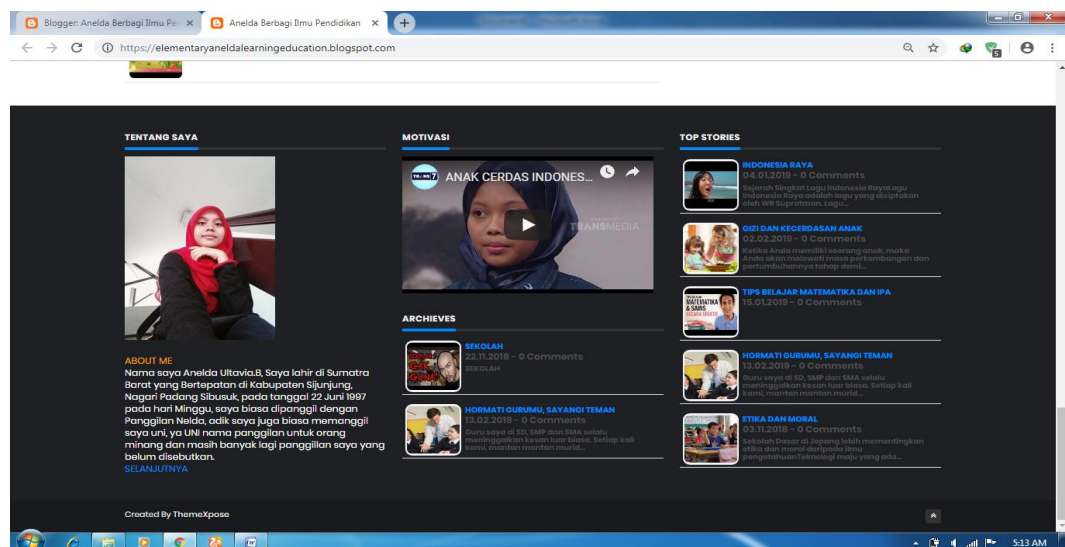 Blogger: Anelda Berbagi Ilmu Pe
Anelda Berbagi Ilmu Pendidikan
https://elementaryaneldalearningeducation.blogspot.com
5
TENTANG SAYA
ABOUT ME
Nama saya Anelda Ultavia.B, Saya lahir di Sumatra
Barat yang Bertepatan di Kabupaten Sijunjung,
Nagari Padang Sibusuk, pada tanggal 22 Juni 1997
pada hari Minggu, saya biasa dipanggil dengan
Panggilan Nelda, adik saya juga biasa memanggil
saya uni, ya UNI nama panggilan untuk orang
minang dan masih banyak lagi panggillan saya yang
belum disebutkan.
SELANJUTNYA
MOTIVASI
TRANS7
ANAK CERDAS INDONES...
TRANSMEDIA
ARCHIEVES
SEKOLAH
22.11.2018 - 0 Comments
SEKOLAH
HORMATI GURUMU, SAYANGI TEMAN
13.02.2019 - 0 Comments
Guru saya di SD, SMP dan SMA selalu
meninggalkan kesan luar biasa. Setiap kali
kami, mantan mantan murid...
TOP STORIES
INDONESIA RAYA
04.01.2019 - 0 Comments
Sejarah Singkat Lagu Indonesia RayaLagu
Indonesia Raya adalah lagu yang diciptakan
oleh WR Supratman. Lagu...
GIZI DAN KECERDASAN ANAK
02.02.2019 - 0 Comments
Ketika Anda memiliki seorang anak, maka
Anda akan melewati masa perkembangan dan
pertumbuhannya tahap demi...
MATEMATIKA
& SAINS
TIPS BELAJAR MATEMATIKA DAN IPA
15.01.2019 - 0 Comments
HORMATI GURUMU, SAYANGI TEMAN
13.02.2019 - 0 Comments
Guru saya di SD, SMP dan SMA selalu
meninggalkan kesan luar biasa. Setiap kali
kami, mantan mantan murid...
ETIKA DAN MORAL
03.11.2018 - 0 Comments
Sekolah Dasar di Jepang lebih mementingkan
etika dan moral daripada ilmu
pengetahuanTeknologi maju yang ada...
Created By ThemeXpose
5:13 AM